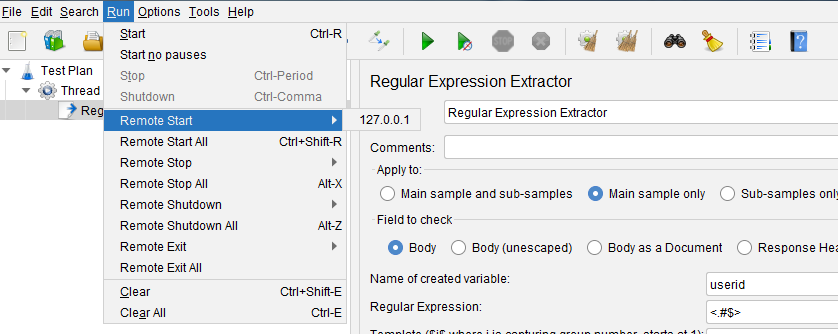 File Edit Search Run Options Tools Help
Start Ctrl-R
Start no pauses
Stop Ctrl-Period
Shutdown Ctrl-Comma
Remote Start
127.0.0.1
Remote Start All Ctrl+Shift-R
Remote Stop
Remote Stop All Alt-X
Remote Shutdown
Remote Shutdown All Alt-Z
Remote Exit
Remote Exit All
Clear Ctrl+Shift-E
Clear All Ctrl-E
Test Plan
Thread
Reg
Regular Expression Extractor
Regular Expression Extractor
Comments:
Apply to:
Main sample and sub-samples Main sample only Sub-samples only
Field to check
Body Body (unescaped) Body as a Document Response Hea
Name of created variable: userid
Regular Expression: <.#$>
Template ($i$ where i is capturing group number, starts at 1):